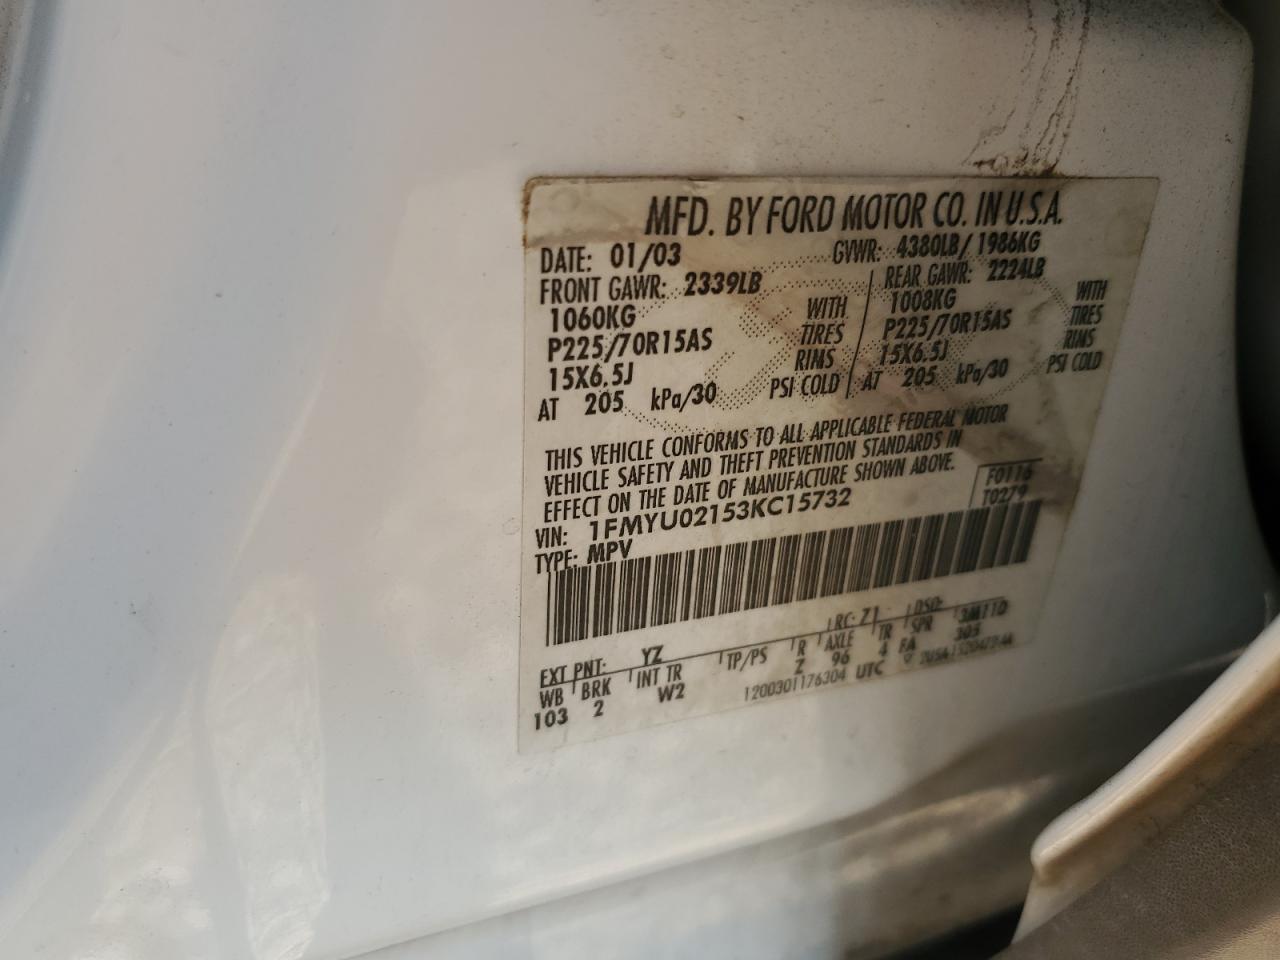 MFD. BY FORD MOTOR CO. IN U.S.A.
DATE: 01/03 GVWR: 4380LB/1986KG
FRONT GAWR: 2339LB REAR GAWR: 2224LB
1060KG WITH 1008KG WITH
P225/70R15AS TIRES P225/70R15AS TIRES
15X6.5J RIMS 15X6.5J RIMS
AT 205 kPa/30 PSI COLD AT 205 kPa/30 PSI COLD
THIS VEHICLE CONFORMS TO ALL APPLICABLE FEDERAL MOTOR
VEHICLE SAFETY AND THEFT PREVENTION STANDARDS IN
EFFECT ON THE DATE OF MANUFACTURE SHOWN ABOVE.
F0116
VIN: 1FMYU02153KC15732 T0279
TYPE: MPV
EXT PNT: YZ RC: 71 DSO:
WB BRK INT TR TP/PS R AXLE TR SPR
103 2 W2 Z 96 4 FA 303
1200301176304 UTC